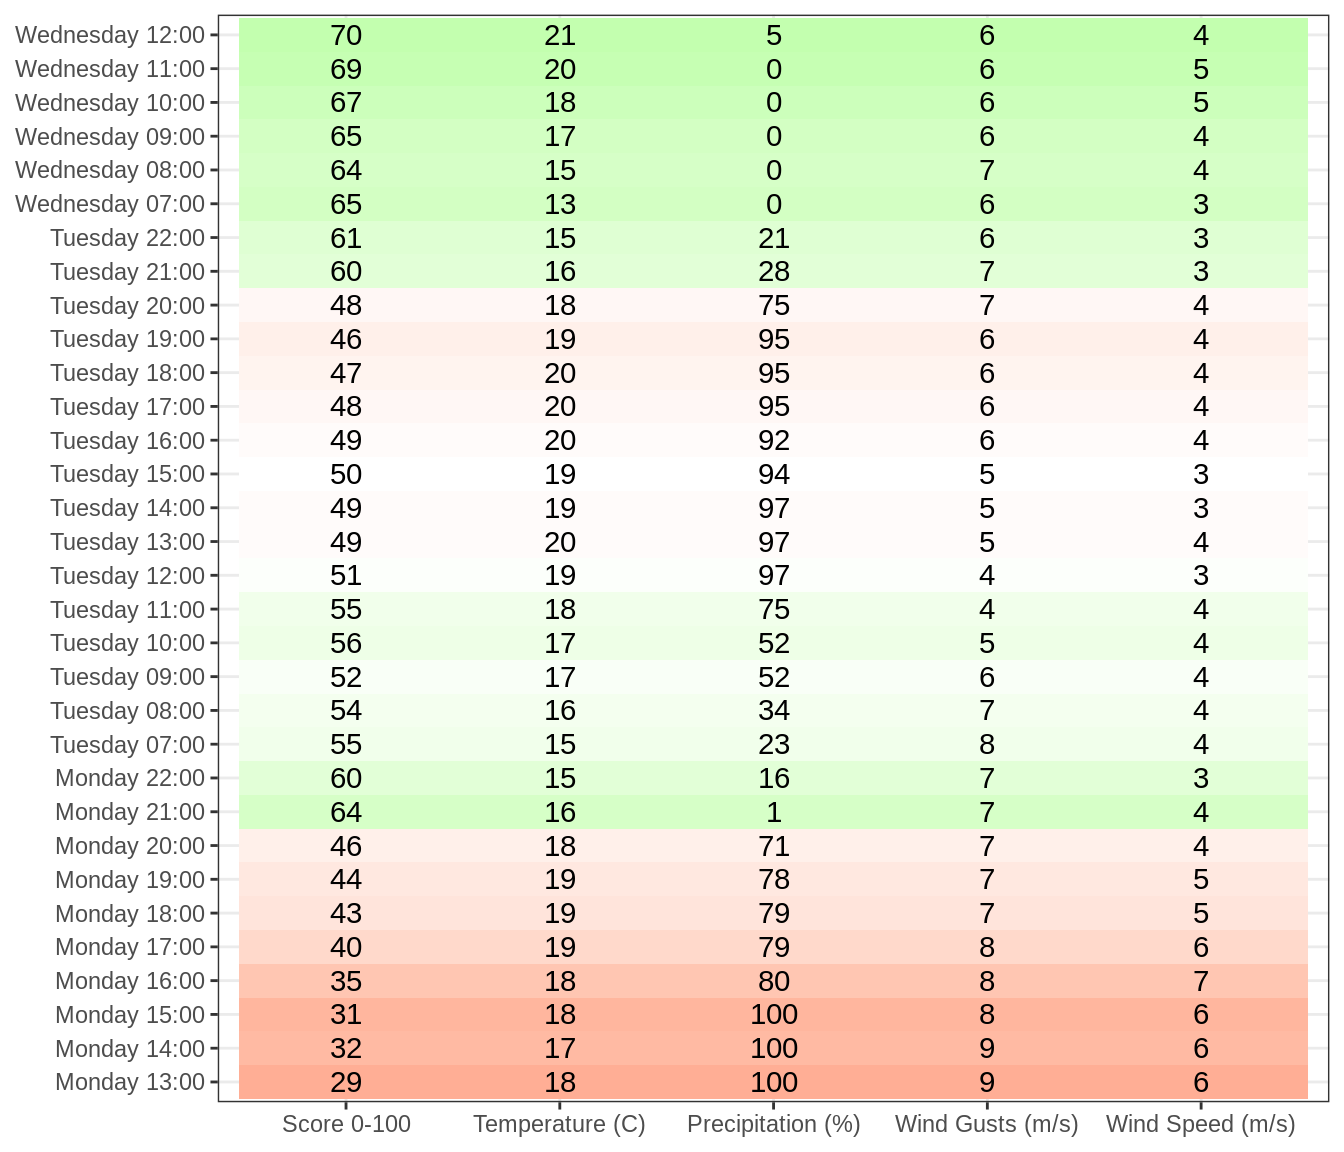 Wednesday 12:00 70 21 5 6 4
Wednesday 11:00 69 20 0 6 5
Wednesday 10:00 67 18 0 6 5
Wednesday 09:00 65 17 0 6 4
Wednesday 08:00 64 15 0 7 4
Wednesday 07:00 65 13 0 6 3
Tuesday 22:00 61 15 21 6 3
Tuesday 21:00 60 16 28 7 3
Tuesday 20:00 48 18 75 7 4
Tuesday 19:00 46 19 95 6 4
Tuesday 18:00 47 20 95 6 4
Tuesday 17:00 48 20 95 6 4
Tuesday 16:00 49 20 92 6 4
Tuesday 15:00 50 19 94 5 3
Tuesday 14:00 49 19 97 5 3
Tuesday 13:00 49 20 97 5 4
Tuesday 12:00 51 19 97 4 3
Tuesday 11:00 55 18 75 4 4
Tuesday 10:00 56 17 52 5 4
Tuesday 09:00 52 17 52 6 4
Tuesday 08:00 54 16 34 7 4
Tuesday 07:00 55 15 23 8 4
Monday 22:00 60 15 16 7 3
Monday 21:00 64 16 1 7 4
Monday 20:00 46 18 71 7 4
Monday 19:00 44 19 78 7 5
Monday 18:00 43 19 79 7 5
Monday 17:00 40 19 79 8 6
Monday 16:00 35 18 80 8 7
Monday 15:00 31 18 100 8 6
Monday 14:00 32 17 100 9 6
Monday 13:00 29 18 100 9 6
Score 0-100 Temperature (C) Precipitation (%) Wind Gusts (m/s) Wind Speed (m/s)